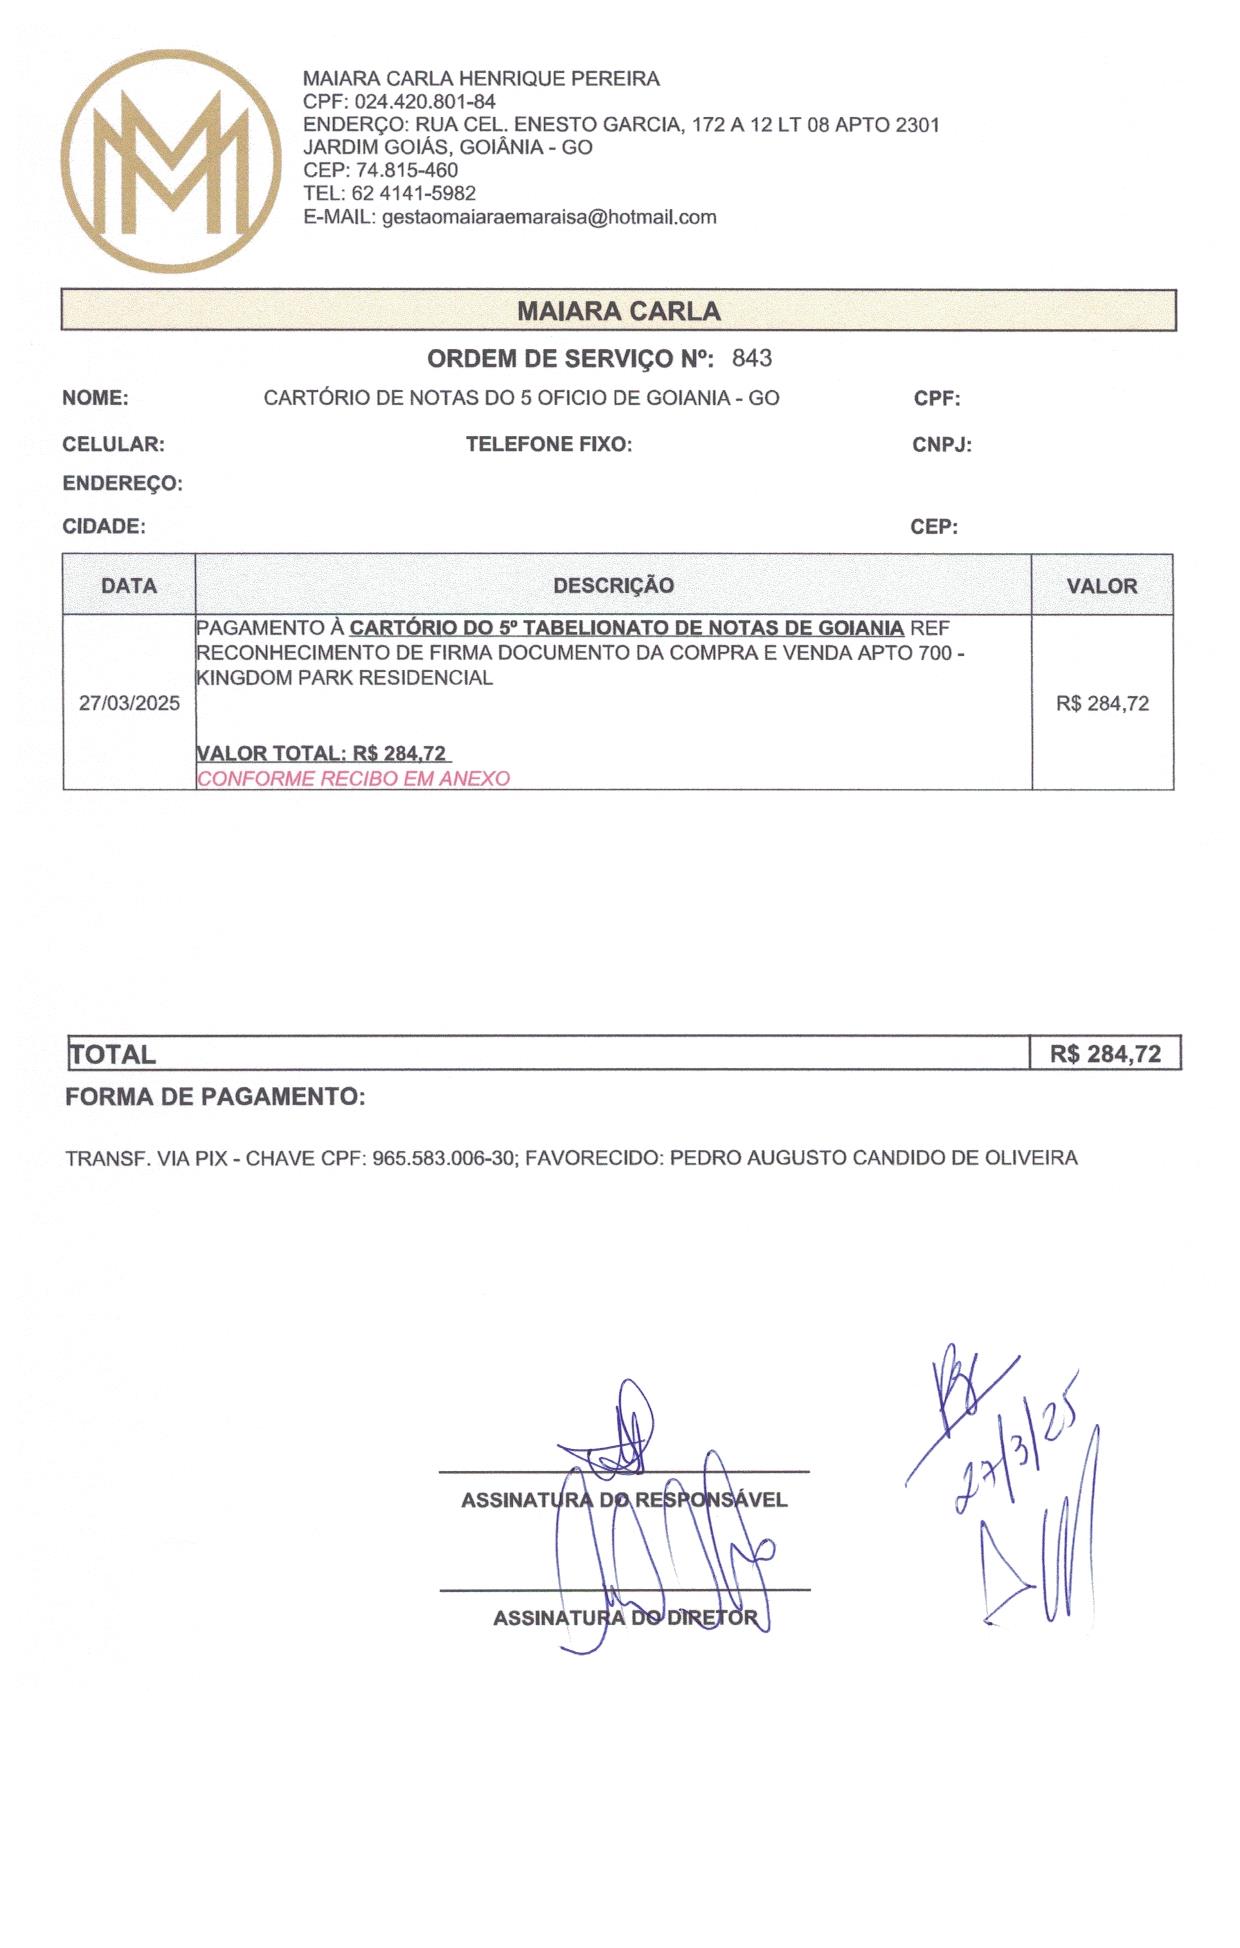 MAIARA CARLA HENRIQUE PEREIRA
CPF: 024.420.801-84
ENDERÇO: RUA CEL. ENESTO GARCIA, 172 A 12 LT 08 APTO 2301
JARDIM GOIÁS, GOIÂNIA - GO
CEP: 74.815-460
TEL: 62 4141-5982
E-MAIL: gestaomaiaraemaraisa@hotmail.com
MAIARA CARLA
ORDEM DE SERVIÇO Nº: 843
NOME: CARTÓRIO DE NOTAS DO 5 OFICIO DE GOIANIA - GO CPF:
CELULAR: TELEFONE FIXO: CNPJ:
ENDEREÇO:
CIDADE: CEP:
DATA DESCRIÇÃO VALOR
PAGAMENTO À CARTÓRIO DO 5º TABELIONATO DE NOTAS DE GOIANIA REF
RECONHECIMENTO DE FIRMA DOCUMENTO DA COMPRA E VENDA APTO 700 -
KINGDOM PARK RESIDENCIAL
27/03/2025 R$ 284,72
VALOR TOTAL: R$ 284,72
CONFORME RECIBO EM ANEXO
TOTAL R$ 284,72
FORMA DE PAGAMENTO:
TRANSF. VIA PIX - CHAVE CPF: 965.583.006-30; FAVORECIDO: PEDRO AUGUSTO CANDIDO DE OLIVEIRA
27/3/25
ASSINATURA DO RESPONSÁVEL
ASSINATURA DO DIRETOR